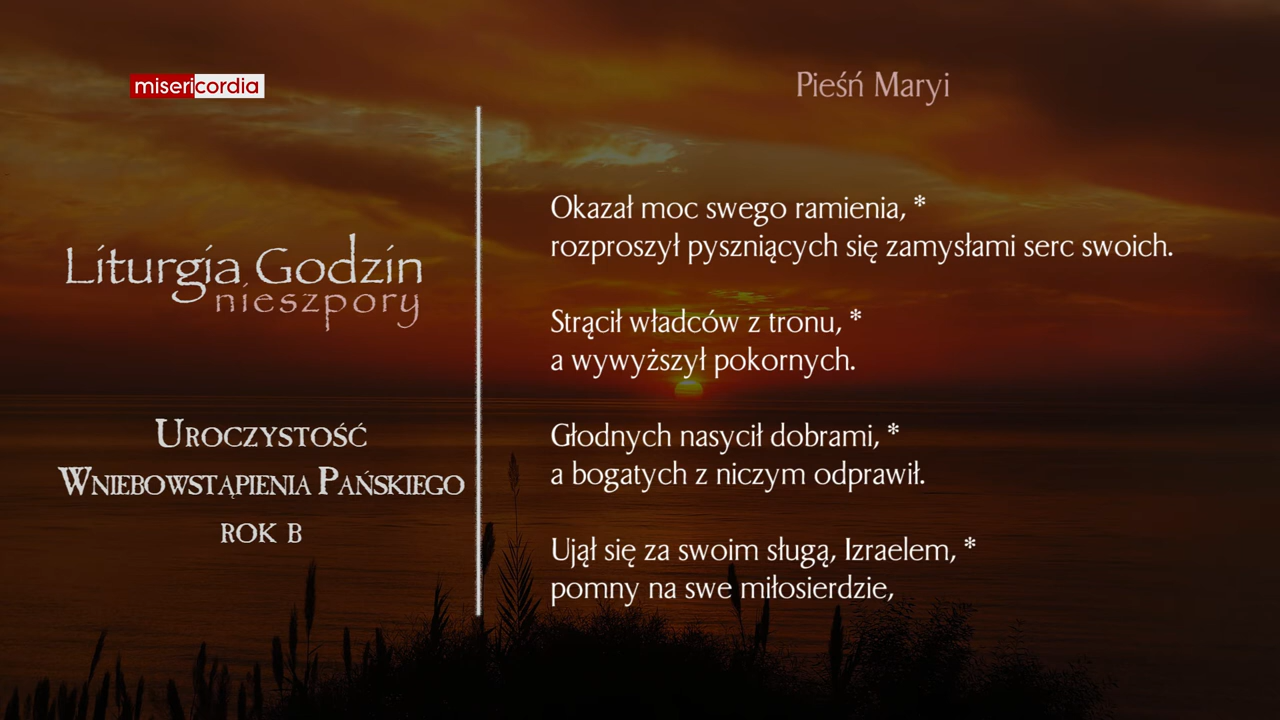 misericordia
Liturgia Godzin
nieszpory
Uroczystość
Wniebowstąpienia Pańskiego
rok B
Pieśń Maryi
Okazał moc swego ramienia, *
rozproszył pyszniących się zamysłami serc swoich.
Strącił władców z tronu, *
a wywyższył pokornych.
Głodnych nasycił dobrami, *
a bogatych z niczym odprawił.
Ujął się za swoim sługą, Izraelem, *
pomny na swe miłosierdzie,